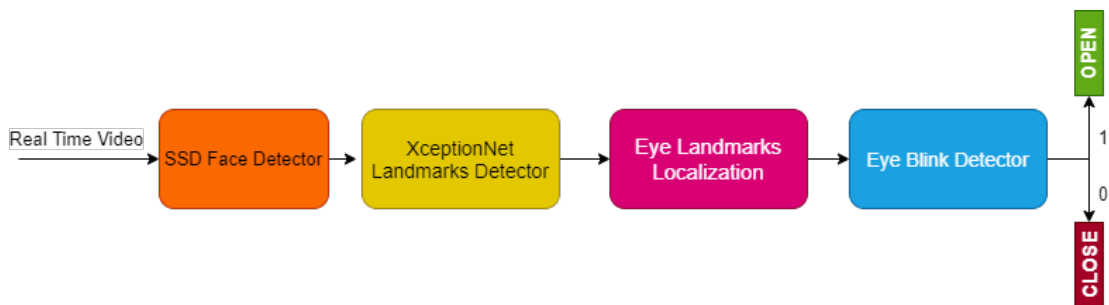 Real Time Video
SSD Face Detector
XceptionNet
Landmarks Detector
Eye Landmarks
Localization
Eye Blink Detector
OPEN
1
0
CLOSE